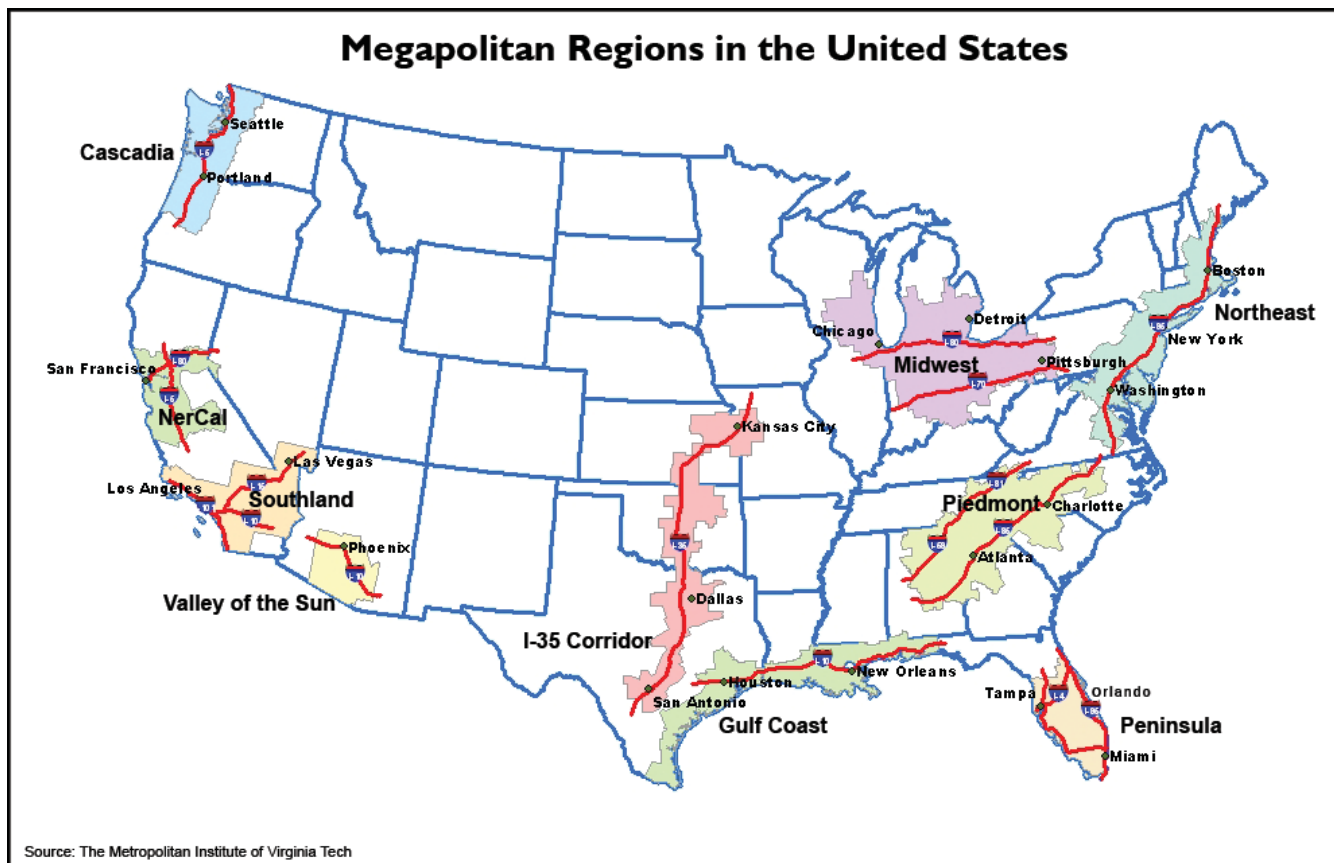 Megapolitan Regions in the United States
Seattle
Cascadia
Portland
Boston
Northeast
Detroit
Chicago
New York
Midwest
Pittsburgh
San Francisco
Washington
NerCal
Kansas City
Las Vegas
Los Angeles
Southland
Piedmont
Charlotte
Phoenix
Atlanta
Valley of the Sun
Dallas
I-35 Corridor
New Orleans
Houston
San Antonio
Tampa
Orlando
Gulf Coast
Peninsula
Miami
Source: The Metropolitan Institute of Virginia Tech